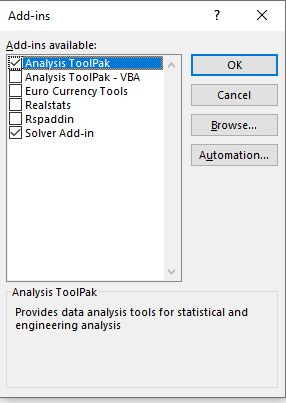 Add-ins
?
Add-ins available:
Analysis ToolPak
Analysis ToolPak - VBA
Euro Currency Tools
Realstats
Rspaddin
Solver Add-in
OK
Cancel
Browse...
Automation...
Analysis ToolPak
Provides data analysis tools for statistical and
engineering analysis